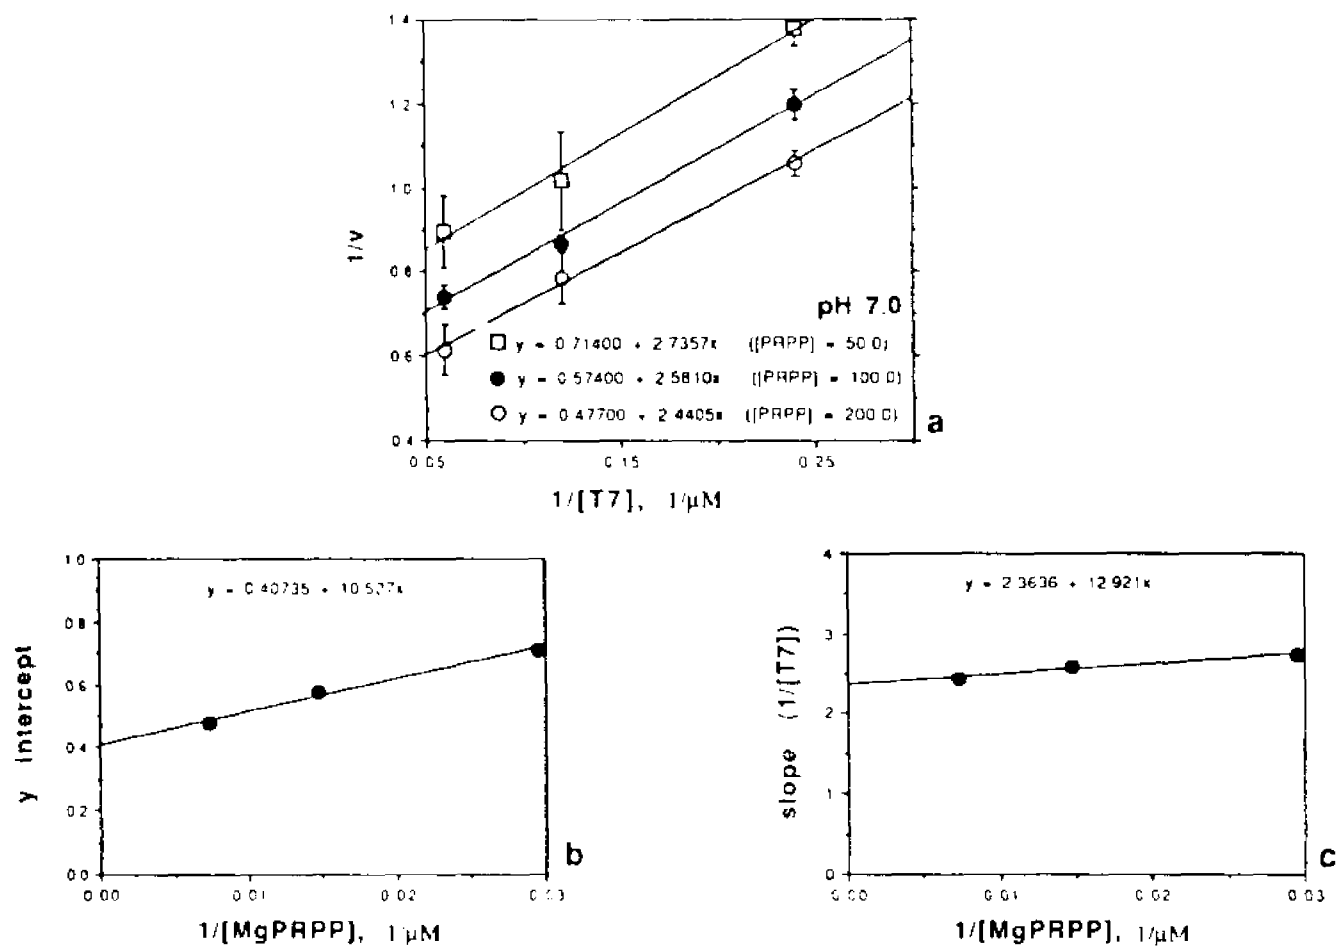 1.4
1.2
1.0
0.8
0.6
0.4
1/v
pH 7.0
y = 0.71400 + 2.7357x ([PRPP] = 50.0)
y = 0.57400 + 2.5810x ([PRPP] = 100.0)
y = 0.47700 + 2.4405x ([PRPP] = 200.0)
a
0.05 0.15 0.25
1/[T7], 1/µM
1.0
0.8
0.6
0.4
0.2
0.0
y intercept
y = 0.40735 + 10.527x
b
0.00 0.01 0.02 0.03
1/[MgPRPP], 1/µM
4
3
2
1
0
slope (1/[T7])
y = 2.3636 + 12.921x
c
0.00 0.01 0.02 0.03
1/[MgPRPP], 1/µM